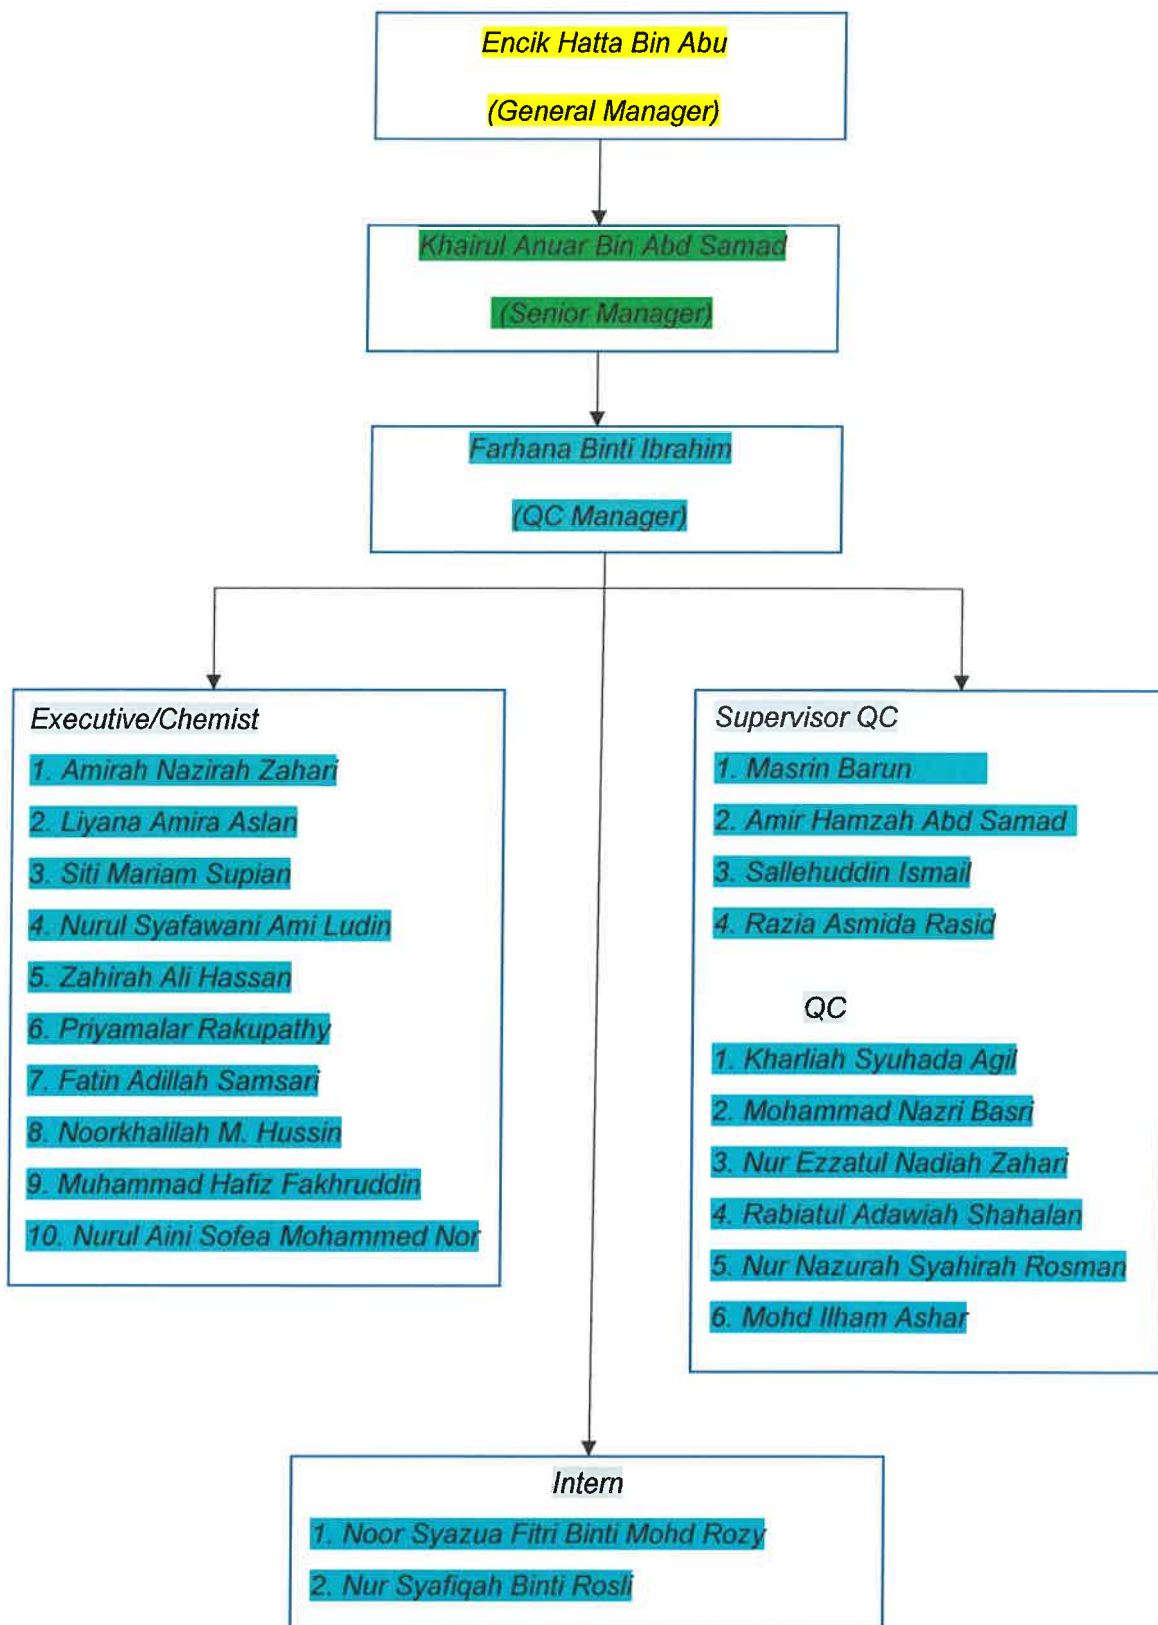 Encik Hatta Bin Abu
(General Manager)
Khairul Anuar Bin Abd Samad
(Senior Manager)
Farhana Binti Ibrahim
(QC Manager)
Executive/Chemist
1. Amirah Nazirah Zahari
2. Liyana Amira Aslan
3. Siti Mariam Supian
4. Nurul Syafawani Ami Ludin
5. Zahirah Ali Hassan
6. Priyamalar Rakupathy
7. Fatin Adillah Samsari
8. Noorkhalilah M. Hussin
9. Muhammad Hafiz Fakhruddin
10. Nurul Aini Sofea Mohammed Nor
Supervisor QC
1. Masrin Barun
2. Amir Hamzah Abd Samad
3. Sallehuddin Ismail
4. Razia Asmida Rasid
QC
1. Kharliah Syuhada Agil
2. Mohammad Nazri Basri
3. Nur Ezzatul Nadiah Zahari
4. Rabiatul Adawiah Shahalan
5. Nur Nazurah Syahirah Rosman
6. Mohd Ilham Ashar
Intern
1. Noor Syazua Fitri Binti Mohd Rozy
2. Nur Syafiqah Binti Rosli